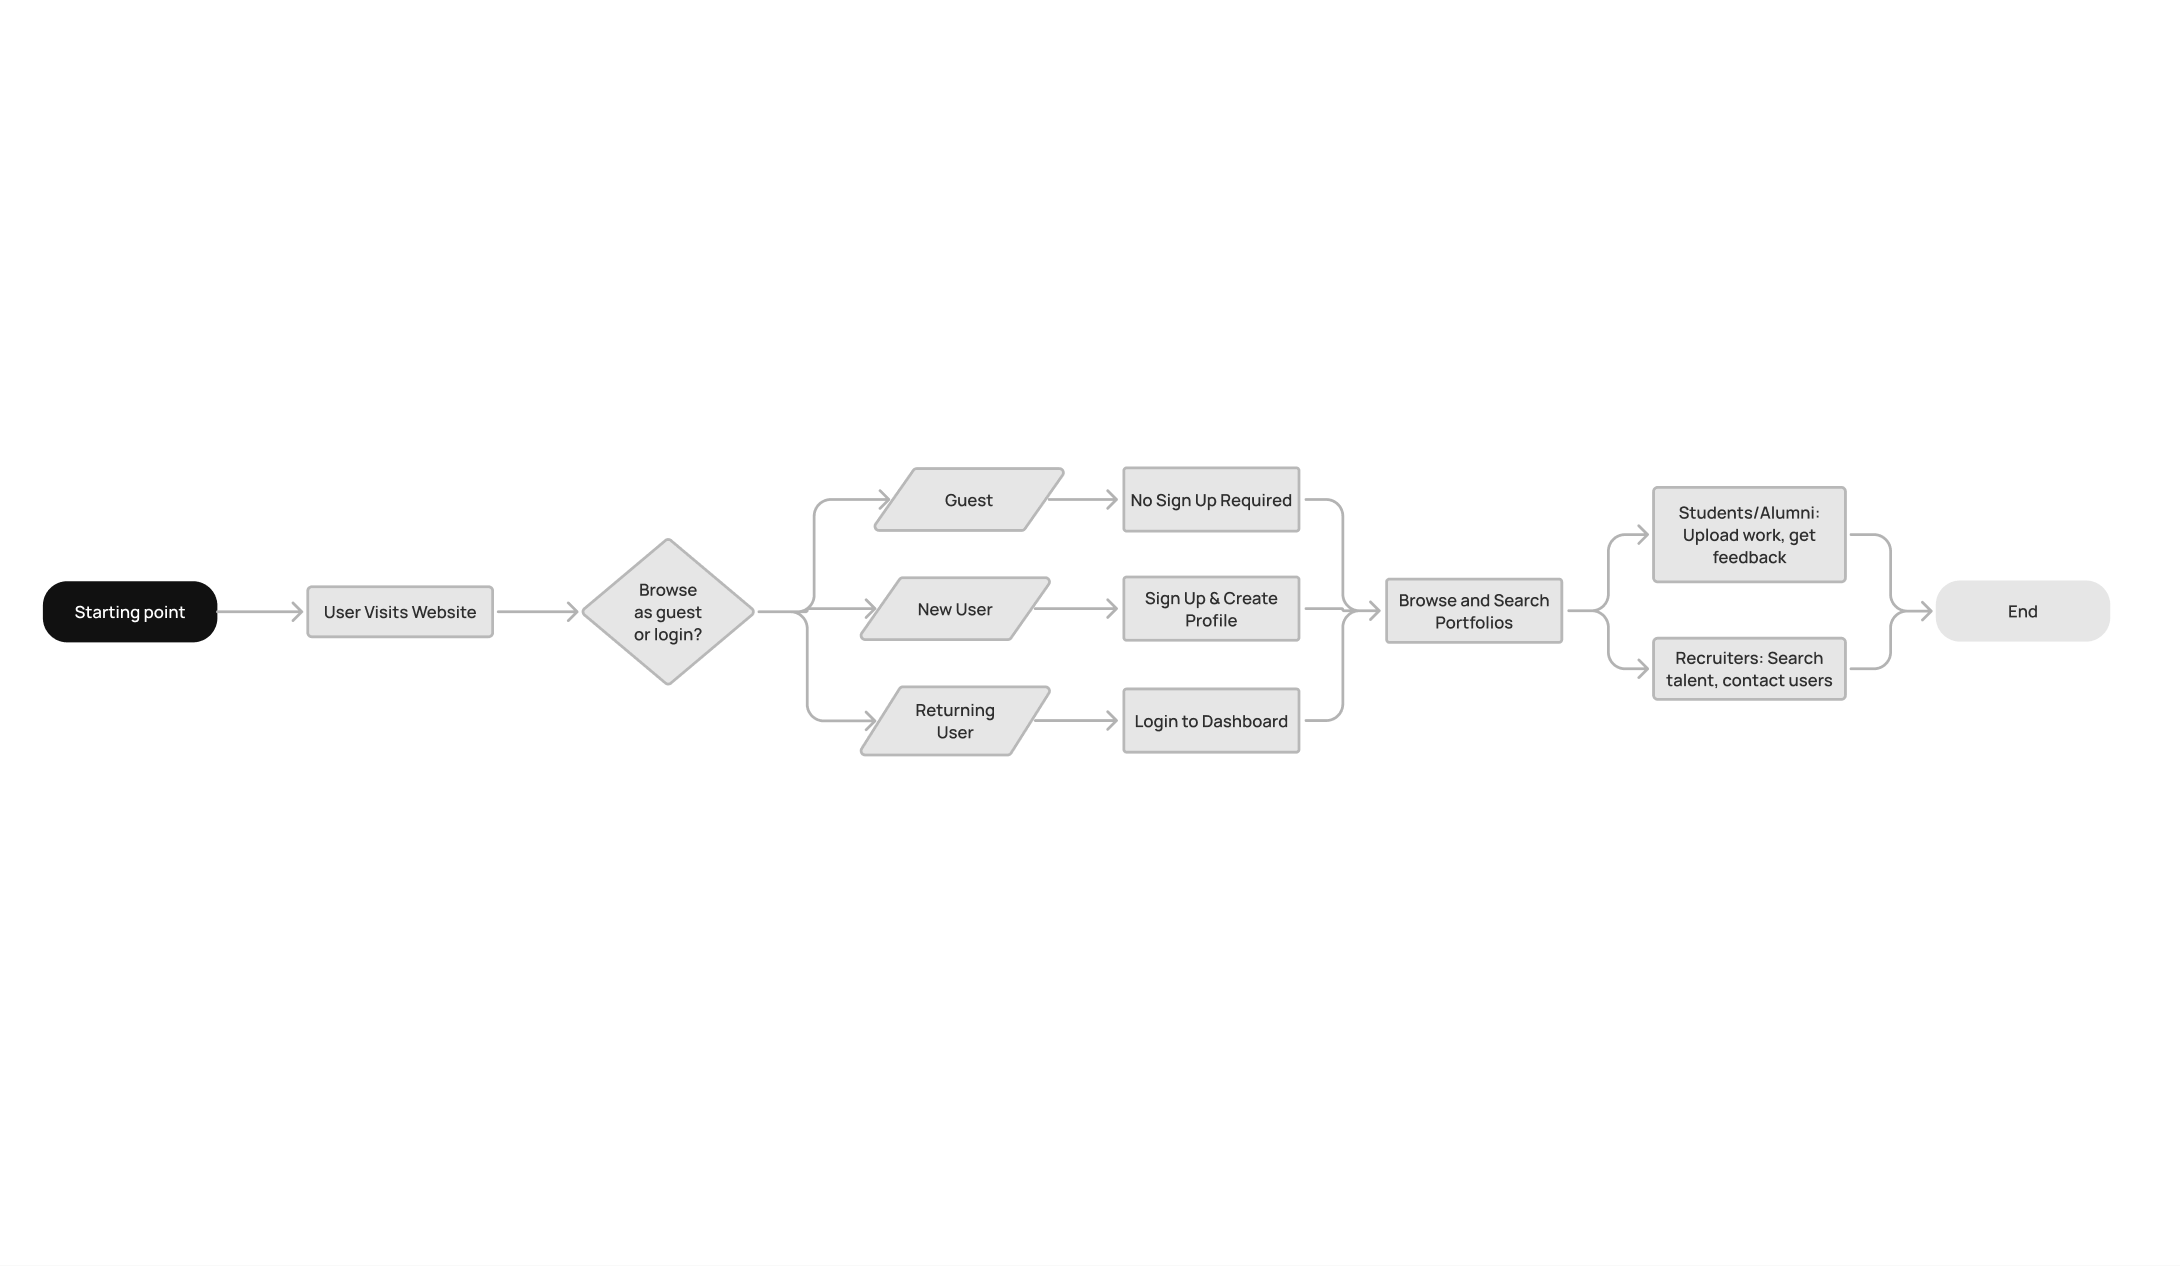 Starting point
User Visits Website
Browse
as guest
or login?
Guest
No Sign Up Required
New User
Sign Up & Create
Profile
Returning
User
Login to Dashboard
Browse and Search
Portfolios
Students/Alumni:
Upload work, get
feedback
Recruiters: Search
talent, contact users
End